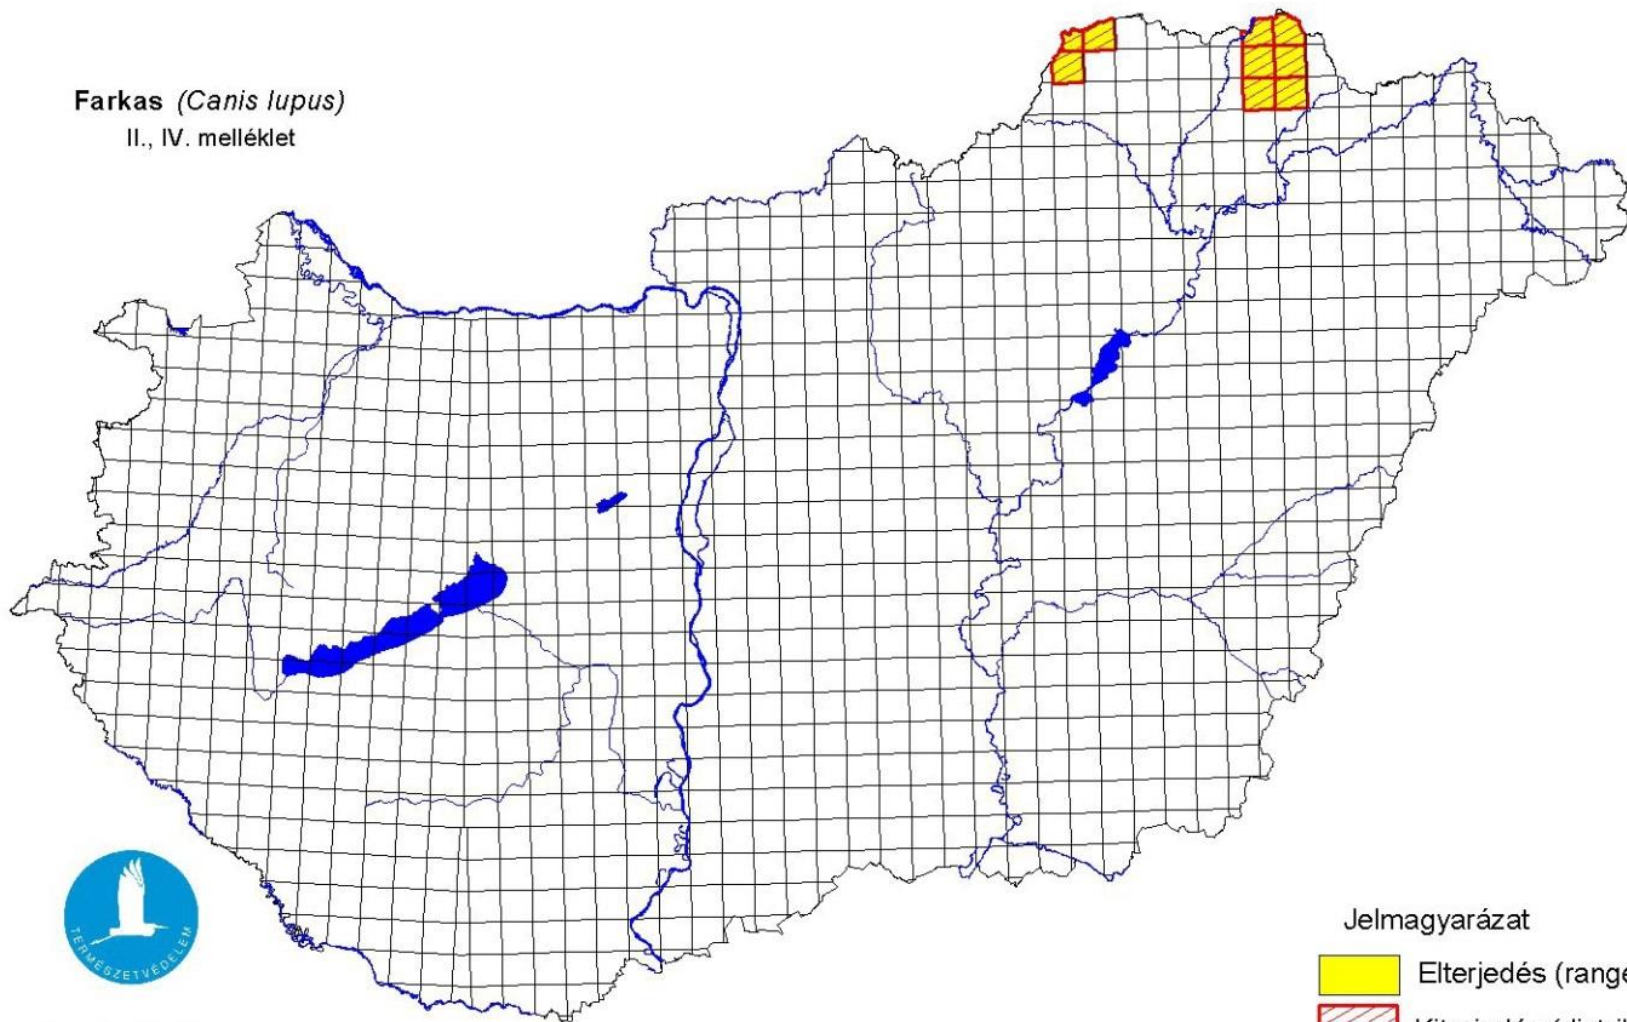 Farkas (Canis lupus)
II., IV. melléklet
TERMÉSZETVÉDELEM
Jelmagyarázat
Elterjedés (range